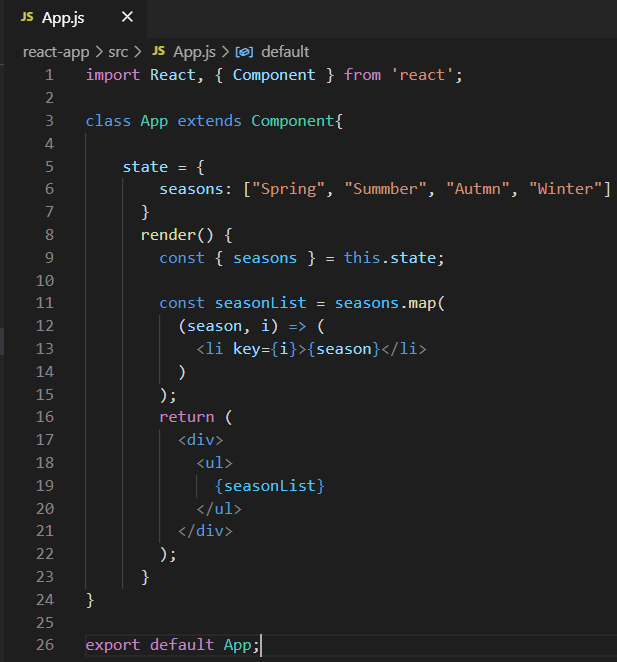 JS App.js ×
react-app > src > JS App.js > default
1 import React, { Component } from 'react';
2
3 class App extends Component{
4
5     state = {
6         seasons: ["Spring", "Summber", "Autmn", "Winter"]
7       }
8       render() {
9         const { seasons } = this.state;
10
11         const seasonList = seasons.map(
12           (season, i) => (
13             <li key={i}>{season}</li>
14           )
15         );
16         return (
17           <div>
18             <ul>
19               {seasonList}
20             </ul>
21           </div>
22         );
23       }
24 }
25
26 export default App;